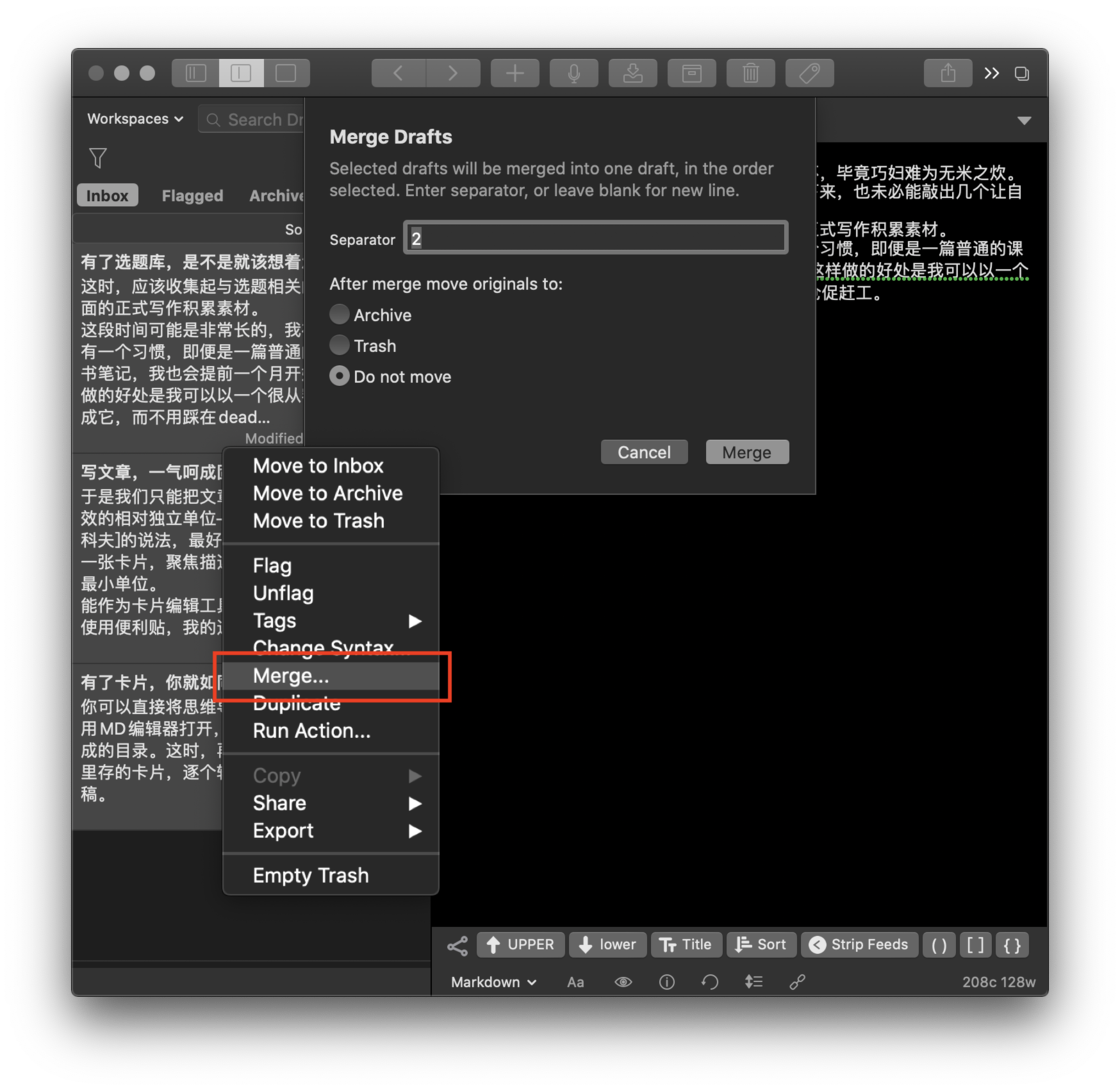 Workspaces
Search Dr
Inbox Flagged Archive
So
有了选题库，是不是就该想着
这时，应该收集起与选题相关
面的正式写作积累素材。
这段时间可能是非常长的，我
有一个习惯，即便是一篇普通
书笔记，我也会提前一个月开
做的好处是我可以以一个很从
成它，而不用踩在dead...
Modified
写文章，一气呵成
于是我们只能把文
效的相对独立单位
科夫]的说法，最好
一张卡片，聚焦描
最小单位。
能作为卡片编辑工
使用便利贴，我的
有了卡片，你就如
你可以直接将思维
用MD编辑器打开，
成的目录。这时，
里存的卡片，逐个
稿。
Merge Drafts
Selected drafts will be merged into one draft, in the order
selected. Enter separator, or leave blank for new line.
Separator 2
After merge move originals to:
Archive
Trash
Do not move
Cancel Merge
，毕竟巧妇难为无米之炊。
来，也未必能敲出几个让自
式写作积累素材。
习惯，即便是一篇普通的课
这样做的好处是我可以以一个
促赶工。
Move to Inbox
Move to Archive
Move to Trash
Flag
Unflag
Tags
Change Syntax...
Merge...
Duplicate
Run Action...
Copy
Share
Export
Empty Trash
UPPER lower Title Sort Strip Feeds ( ) [ ] { }
Markdown Aa 208c 128w